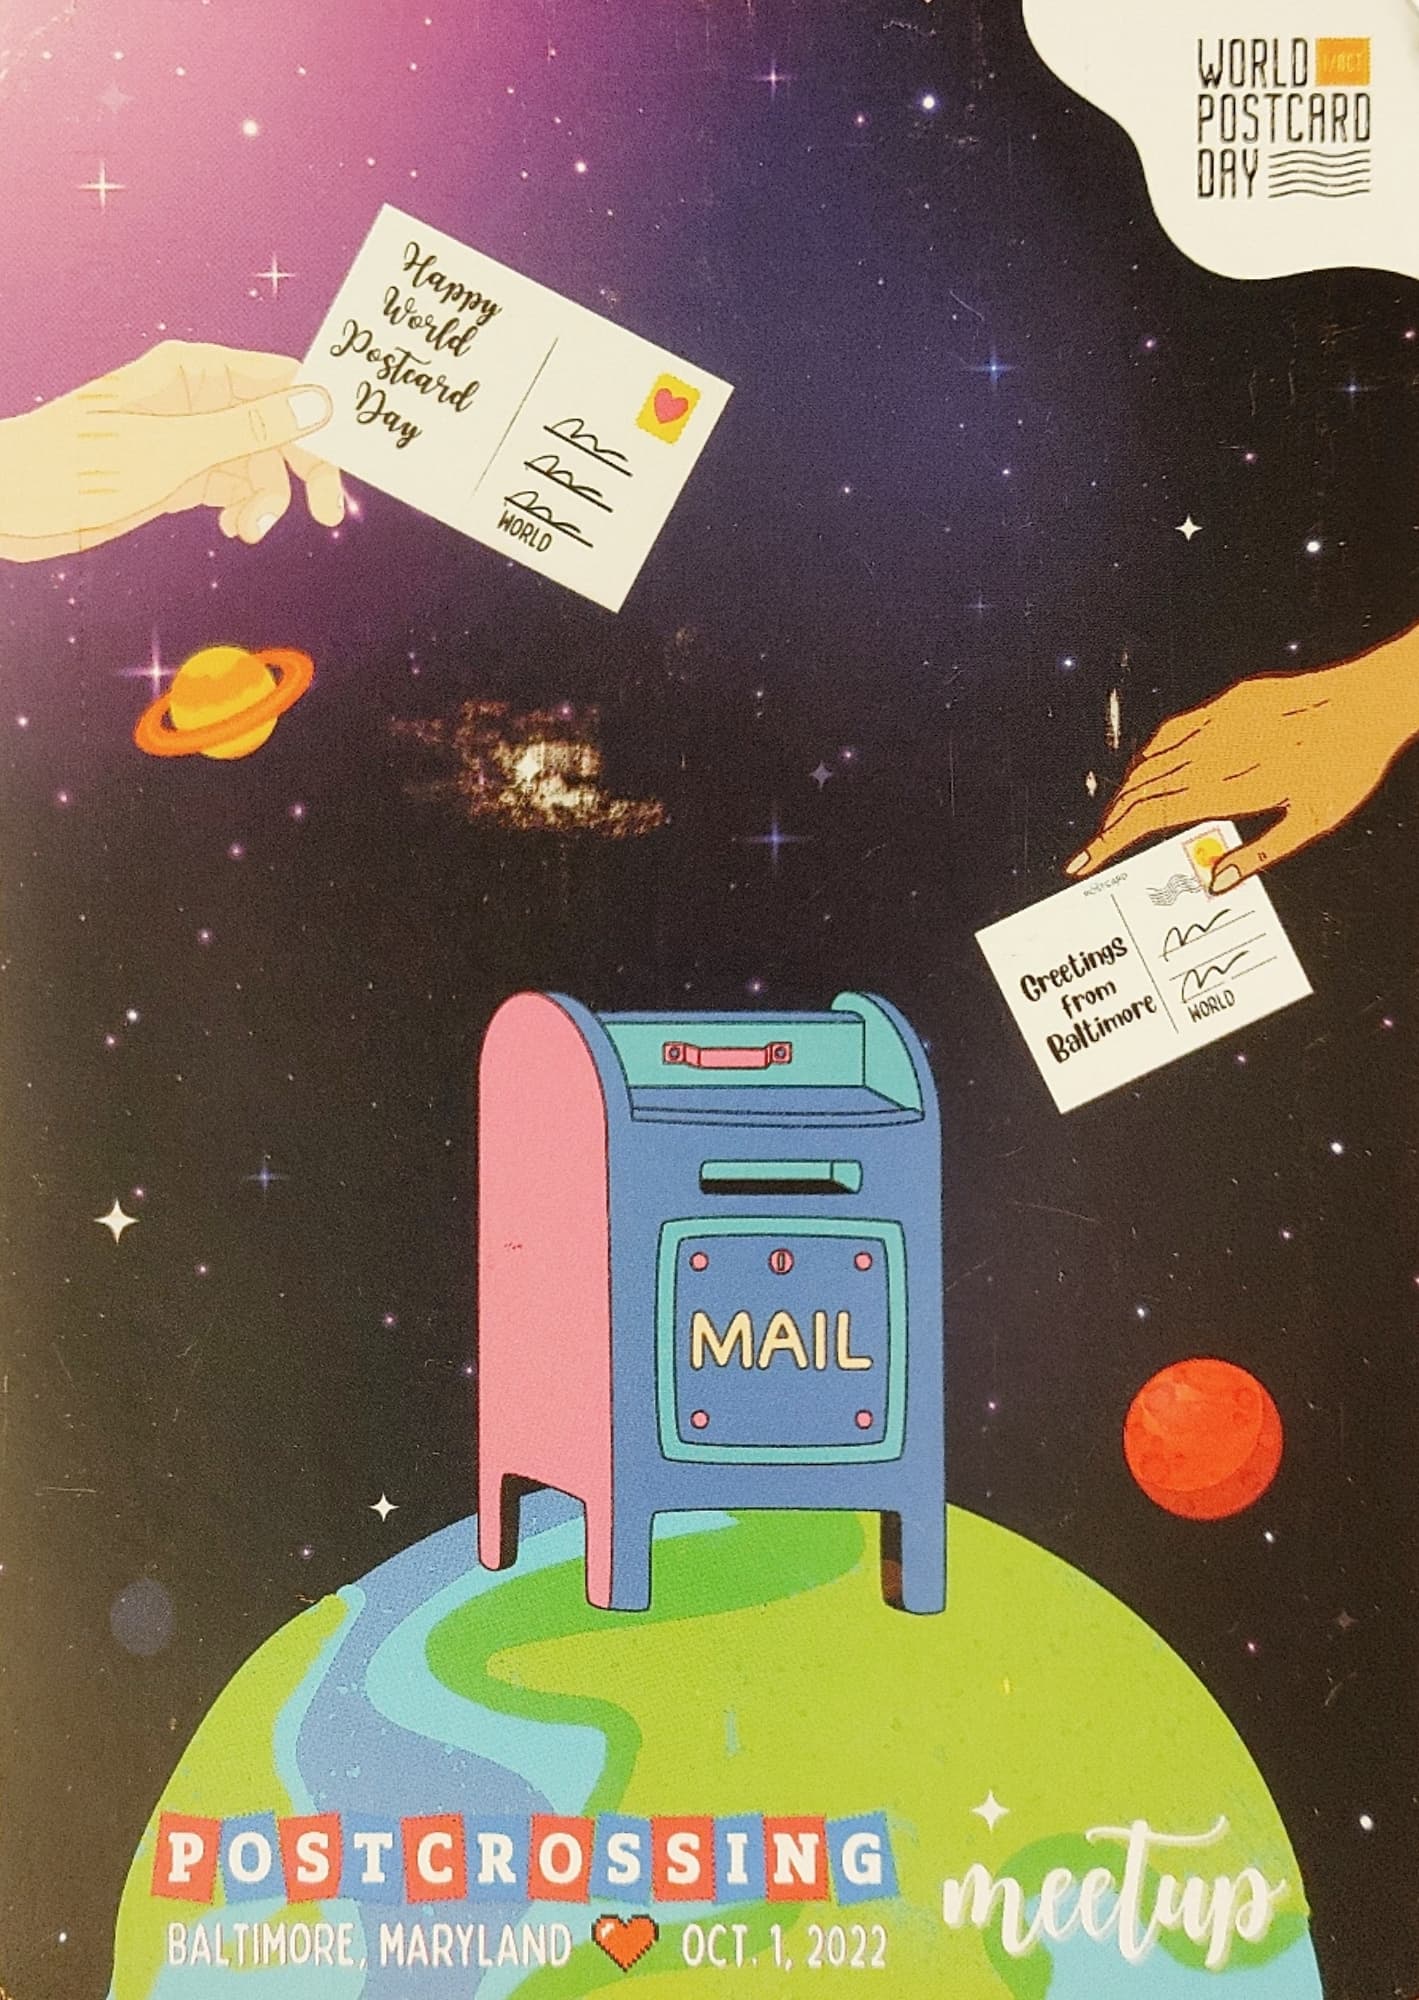 WORLD 1/OCT
POSTCARD
DAY
Happy
World
Postcard
Day
WORLD
POSTCARD
Greetings
from
Baltimore
WORLD
MAIL
POSTCROSSING meetup
BALTIMORE, MARYLAND OCT. 1, 2022